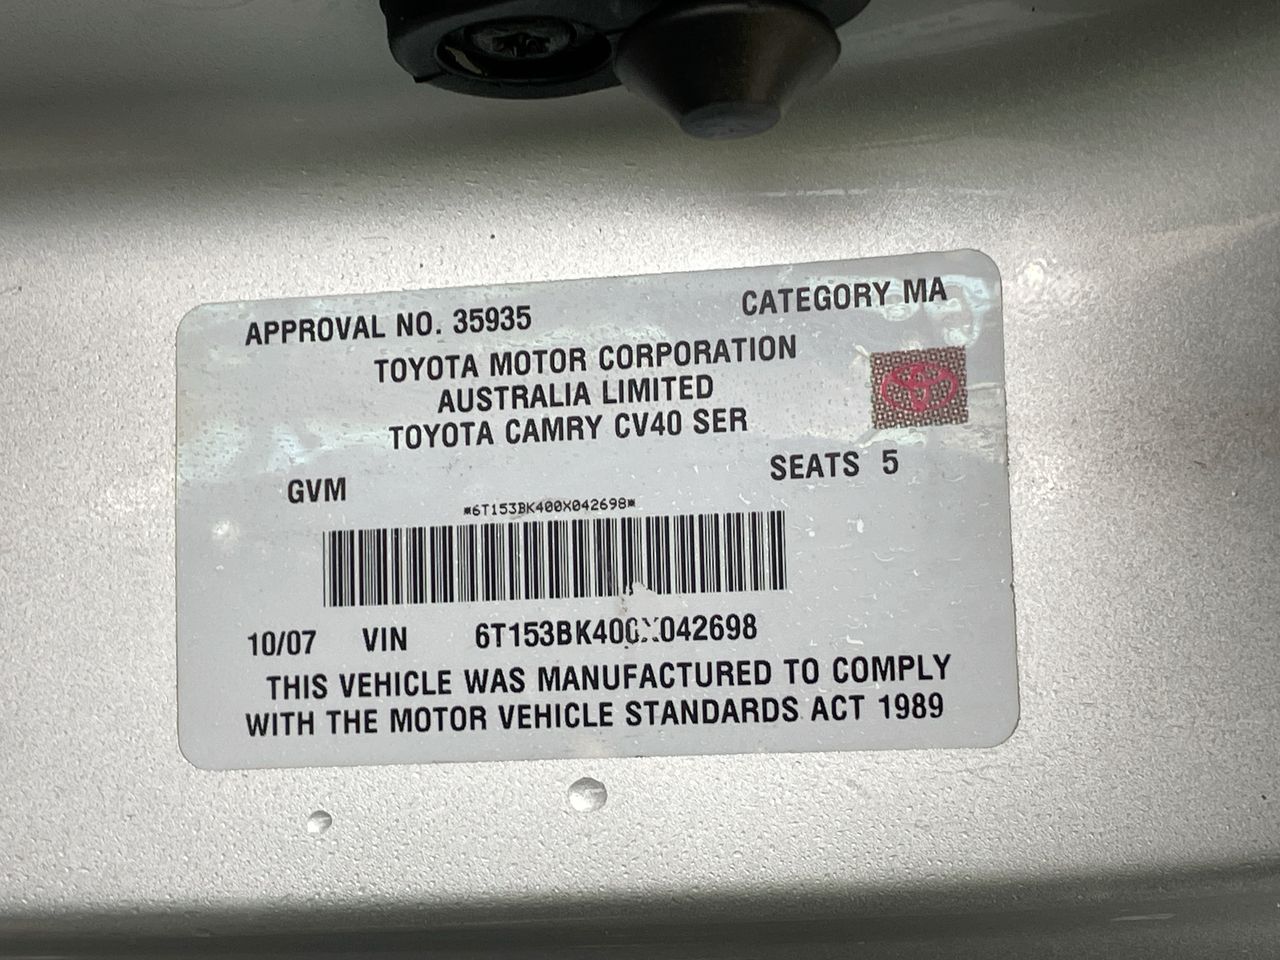 APPROVAL NO. 35935 CATEGORY MA
TOYOTA MOTOR CORPORATION
AUSTRALIA LIMITED
TOYOTA CAMRY CV40 SER
GVM SEATS 5
*6T153BK400X042698*
10/07 VIN 6T153BK400X042698
THIS VEHICLE WAS MANUFACTURED TO COMPLY
WITH THE MOTOR VEHICLE STANDARDS ACT 1989